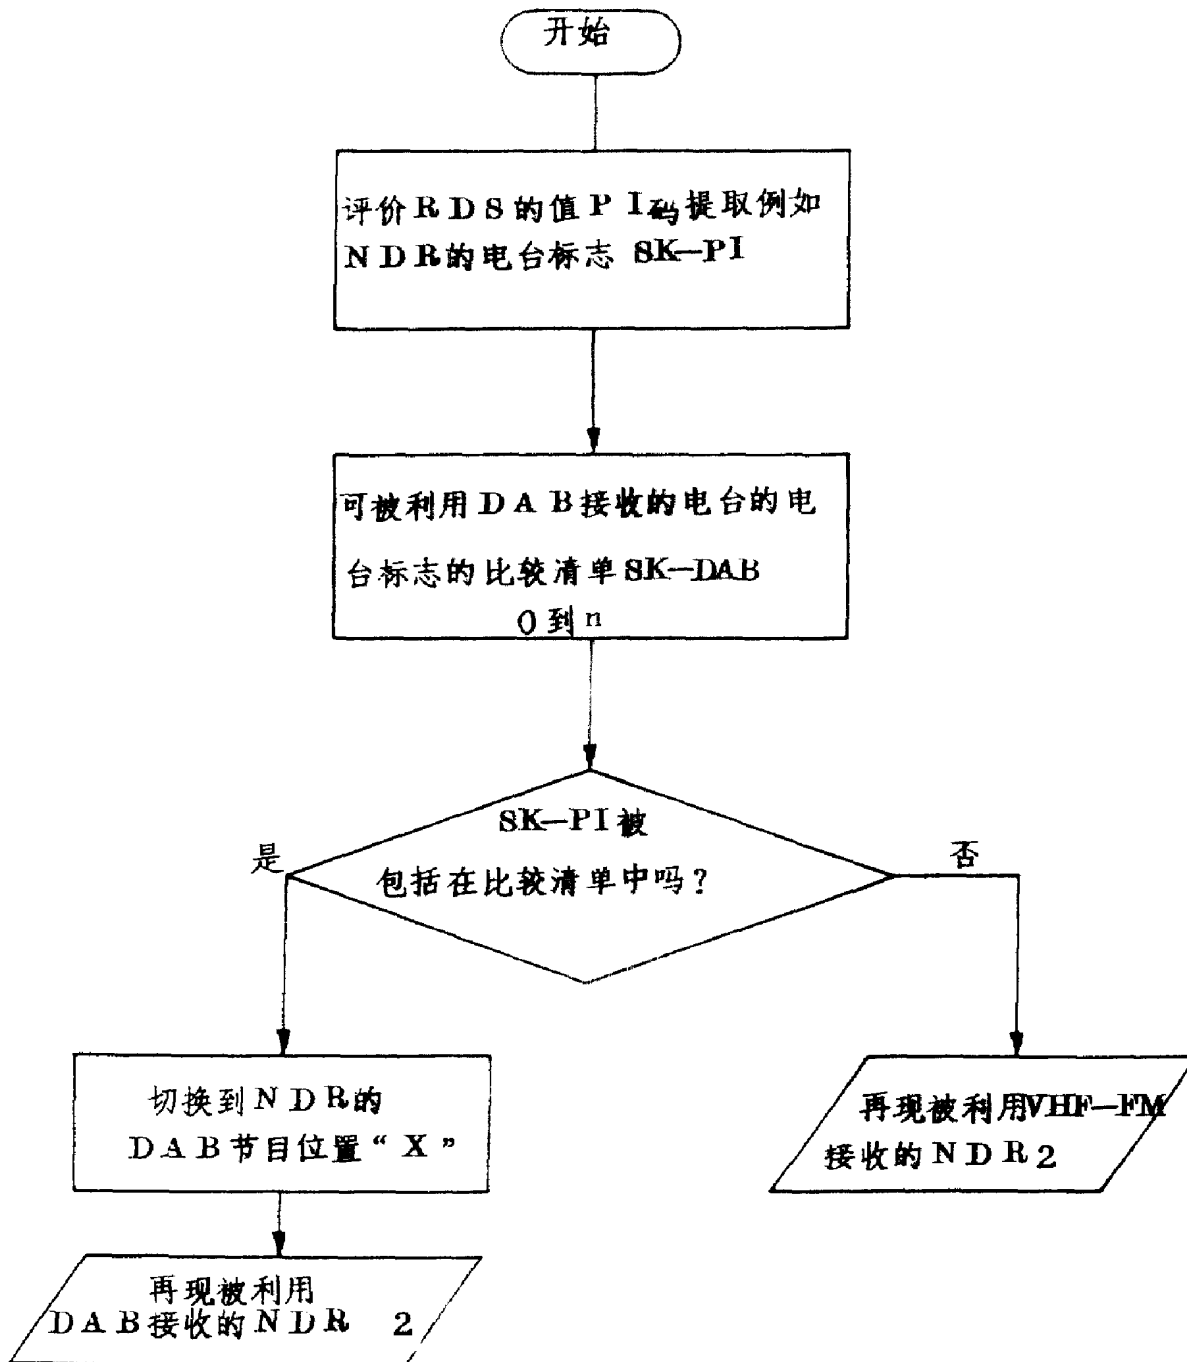 开始
评价RDS的值PI码提取例如
NDR的电台标志 SK—PI
可被利用DAB接收的电台的电
台标志的比较清单SK—DAB
0到n
SK—PI被
包括在比较清单中吗?
是
否
切换到NDR的
DAB节目位置“X”
再现被利用VHF—FM
接收的NDR2
再现被利用
DAB接收的NDR 2